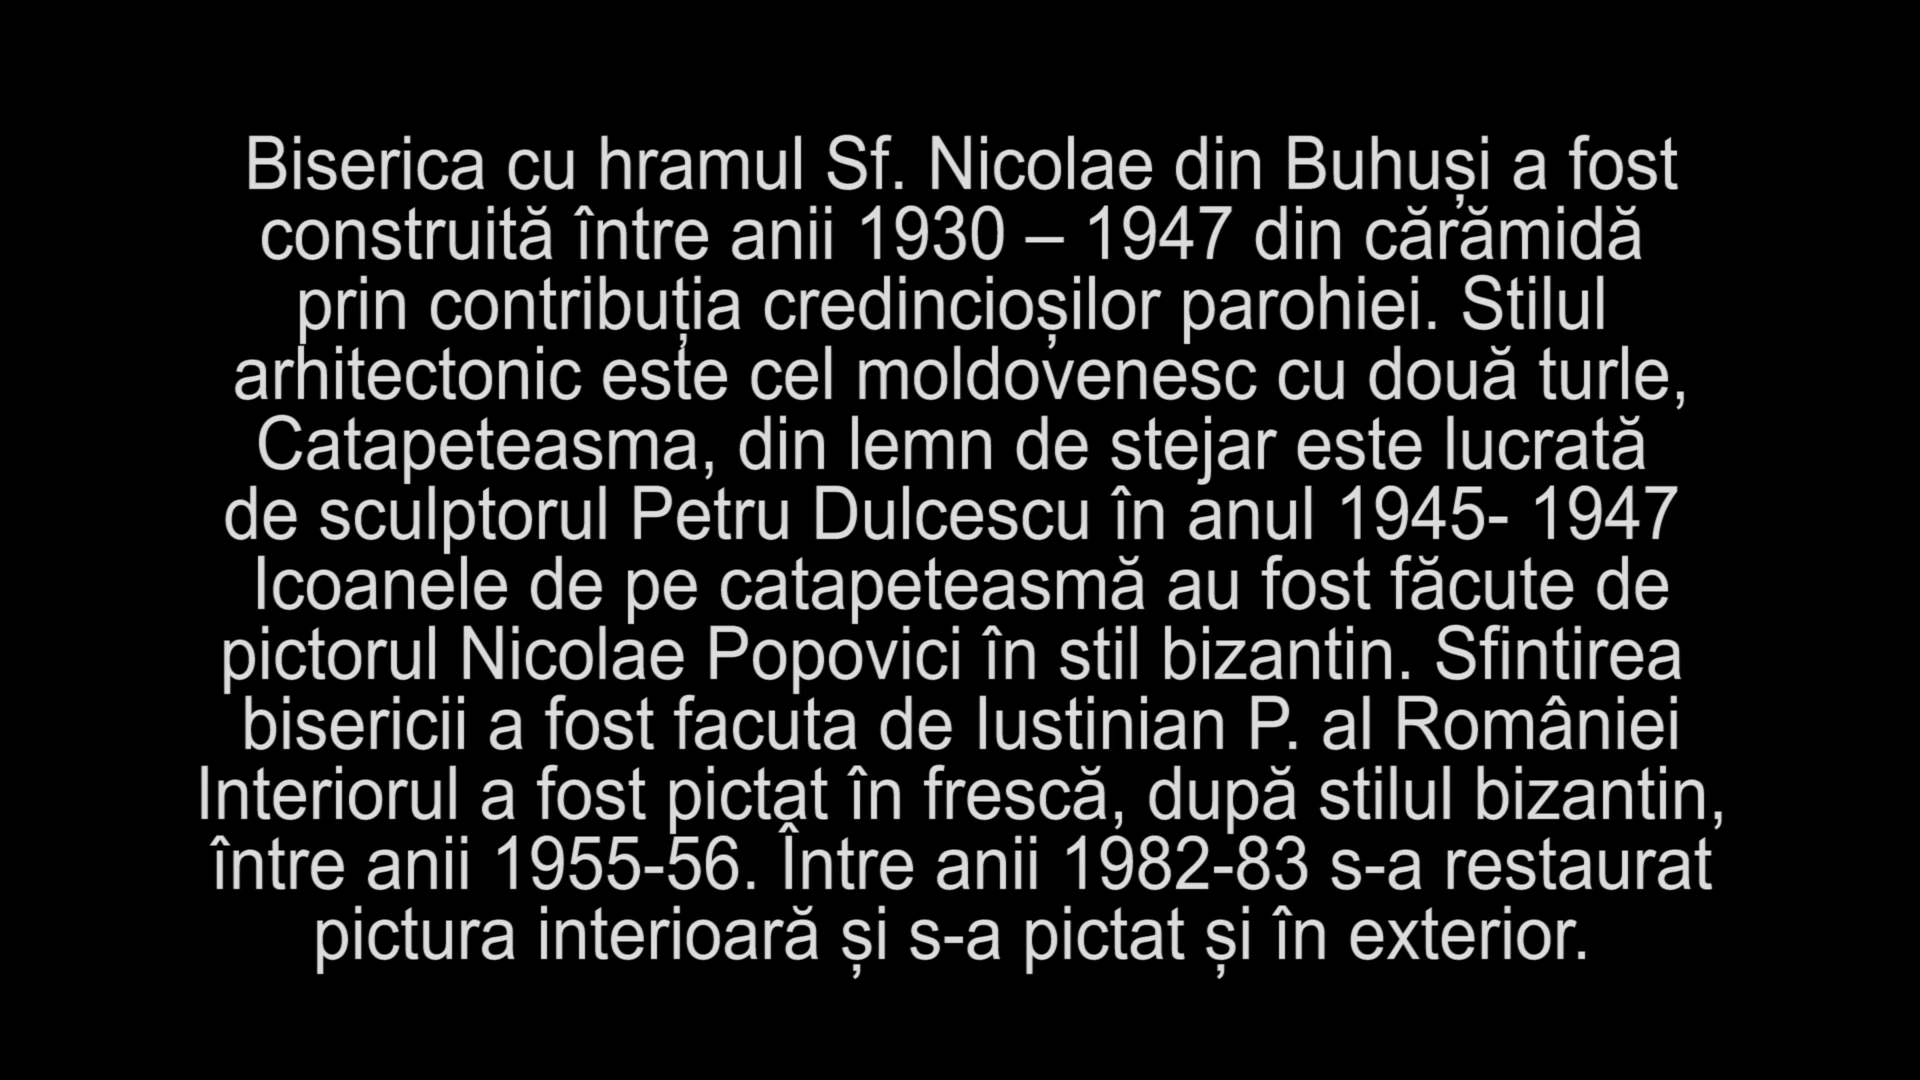 Biserica cu hramul Sf. Nicolae din Buhuși a fost
construită între anii 1930 – 1947 din cărămidă
prin contribuția credincioșilor parohiei. Stilul
arhitectonic este cel moldovenesc cu două turle,
Catapeteasma, din lemn de stejar este lucrată
de sculptorul Petru Dulcescu în anul 1945- 1947
Icoanele de pe catapeteasmă au fost făcute de
pictorul Nicolae Popovici în stil bizantin. Sfintirea
bisericii a fost facuta de Iustinian P. al României
Interiorul a fost pictat în frescă, după stilul bizantin,
între anii 1955-56. Între anii 1982-83 s-a restaurat
pictura interioară și s-a pictat și în exterior.